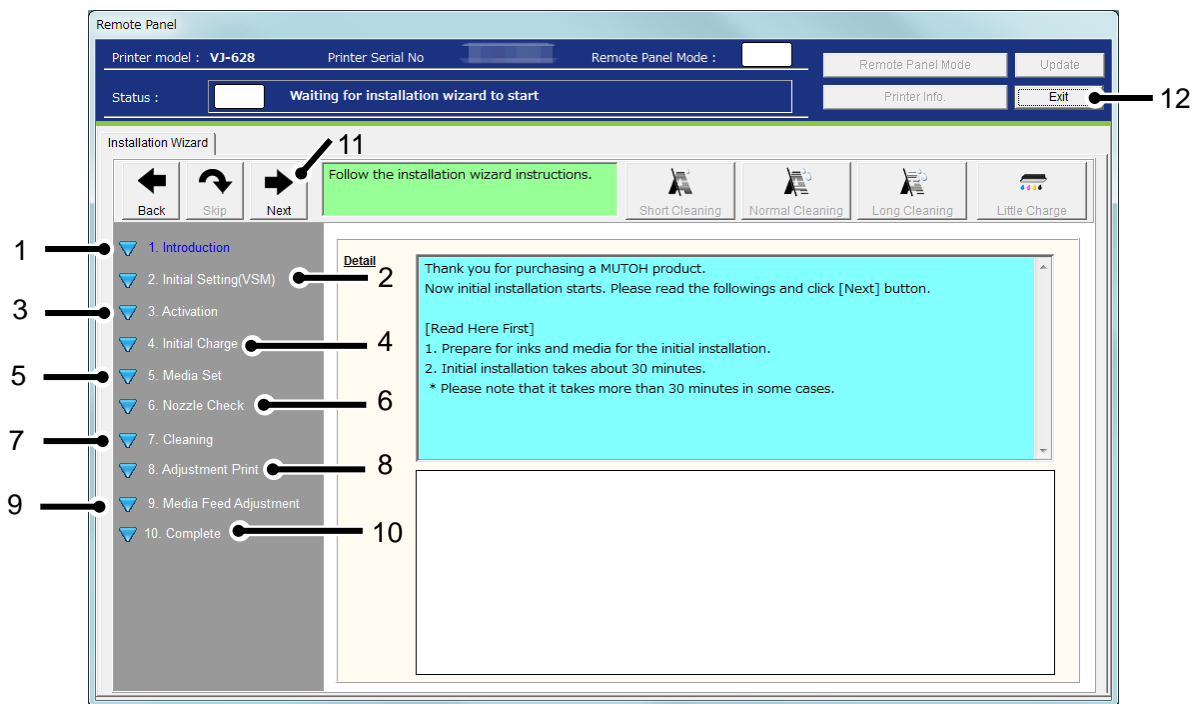 Remote Panel
Printer model : VJ-628 Printer Serial No Remote Panel Mode : Remote Panel Mode Update
Status : Waiting for installation wizard to start Printer Info. Exit 12
Installation Wizard 11
Back Skip Next Follow the installation wizard instructions. Short Cleaning Normal Cleaning Long Cleaning Little Charge
1 1. Introduction
2. Initial Setting(VSM) 2
3 3. Activation
4. Initial Charge 4
5 5. Media Set
6. Nozzle Check 6
7 7. Cleaning
8. Adjustment Print 8
9 9. Media Feed Adjustment
10. Complete 10
Detail
Thank you for purchasing a MUTOH product.
Now initial installation starts. Please read the followings and click [Next] button.
[Read Here First]
1. Prepare for inks and media for the initial installation.
2. Initial installation takes about 30 minutes.
* Please note that it takes more than 30 minutes in some cases.